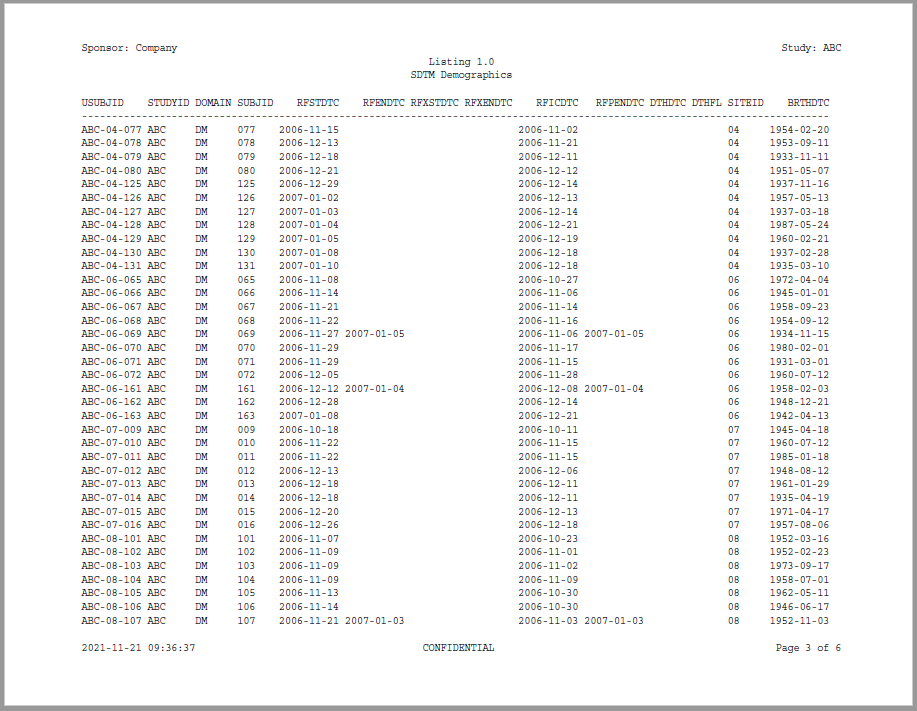 Sponsor: Company Study: ABC
Listing 1.0
SDTM Demographics
USUBJID STUDYID DOMAIN SUBJID RFSTDTC RFENDTC RFXSTDTC RFXENDTC RFICDTC RFPENDTC DTHDTC DTHFL SITEID BRTHDTC
ABC-04-077 ABC DM 077 2006-11-15 2006-11-02 04 1954-02-20
ABC-04-078 ABC DM 078 2006-12-13 2006-11-21 04 1953-09-11
ABC-04-079 ABC DM 079 2006-12-18 2006-12-11 04 1933-11-11
ABC-04-080 ABC DM 080 2006-12-21 2006-12-12 04 1951-05-07
ABC-04-125 ABC DM 125 2006-12-29 2006-12-14 04 1937-11-16
ABC-04-126 ABC DM 126 2007-01-02 2006-12-13 04 1957-05-13
ABC-04-127 ABC DM 127 2007-01-03 2006-12-14 04 1937-03-18
ABC-04-128 ABC DM 128 2007-01-04 2006-12-21 04 1987-05-24
ABC-04-129 ABC DM 129 2007-01-05 2006-12-19 04 1960-02-21
ABC-04-130 ABC DM 130 2007-01-08 2006-12-18 04 1937-02-28
ABC-04-131 ABC DM 131 2007-01-10 2006-12-18 04 1935-03-10
ABC-06-065 ABC DM 065 2006-11-08 2006-10-27 06 1972-04-04
ABC-06-066 ABC DM 066 2006-11-14 2006-11-06 06 1945-01-01
ABC-06-067 ABC DM 067 2006-11-21 2006-11-14 06 1958-09-23
ABC-06-068 ABC DM 068 2006-11-22 2006-11-16 06 1954-09-12
ABC-06-069 ABC DM 069 2006-11-27 2007-01-05 2006-11-06 2007-01-05 06 1934-11-15
ABC-06-070 ABC DM 070 2006-11-29 2006-11-17 06 1980-02-01
ABC-06-071 ABC DM 071 2006-11-29 2006-11-15 06 1931-03-01
ABC-06-072 ABC DM 072 2006-12-05 2006-11-28 06 1960-07-12
ABC-06-161 ABC DM 161 2006-12-12 2007-01-04 2006-12-08 2007-01-04 06 1958-02-03
ABC-06-162 ABC DM 162 2006-12-28 2006-12-14 06 1948-12-21
ABC-06-163 ABC DM 163 2007-01-08 2006-12-21 06 1942-04-13
ABC-07-009 ABC DM 009 2006-10-18 2006-10-11 07 1945-04-18
ABC-07-010 ABC DM 010 2006-11-22 2006-11-15 07 1960-07-12
ABC-07-011 ABC DM 011 2006-11-22 2006-11-15 07 1985-01-18
ABC-07-012 ABC DM 012 2006-12-13 2006-12-06 07 1948-08-12
ABC-07-013 ABC DM 013 2006-12-18 2006-12-11 07 1961-01-29
ABC-07-014 ABC DM 014 2006-12-18 2006-12-11 07 1935-04-19
ABC-07-015 ABC DM 015 2006-12-20 2006-12-13 07 1971-04-17
ABC-07-016 ABC DM 016 2006-12-26 2006-12-18 07 1957-08-06
ABC-08-101 ABC DM 101 2006-11-07 2006-10-23 08 1952-03-16
ABC-08-102 ABC DM 102 2006-11-09 2006-11-01 08 1952-02-23
ABC-08-103 ABC DM 103 2006-11-09 2006-11-02 08 1973-09-17
ABC-08-104 ABC DM 104 2006-11-09 2006-11-09 08 1958-07-01
ABC-08-105 ABC DM 105 2006-11-13 2006-10-30 08 1962-05-11
ABC-08-106 ABC DM 106 2006-11-14 2006-10-30 08 1946-06-17
ABC-08-107 ABC DM 107 2006-11-21 2007-01-03 2006-11-03 2007-01-03 08 1952-11-03
2021-11-21 09:36:37 CONFIDENTIAL Page 3 of 6